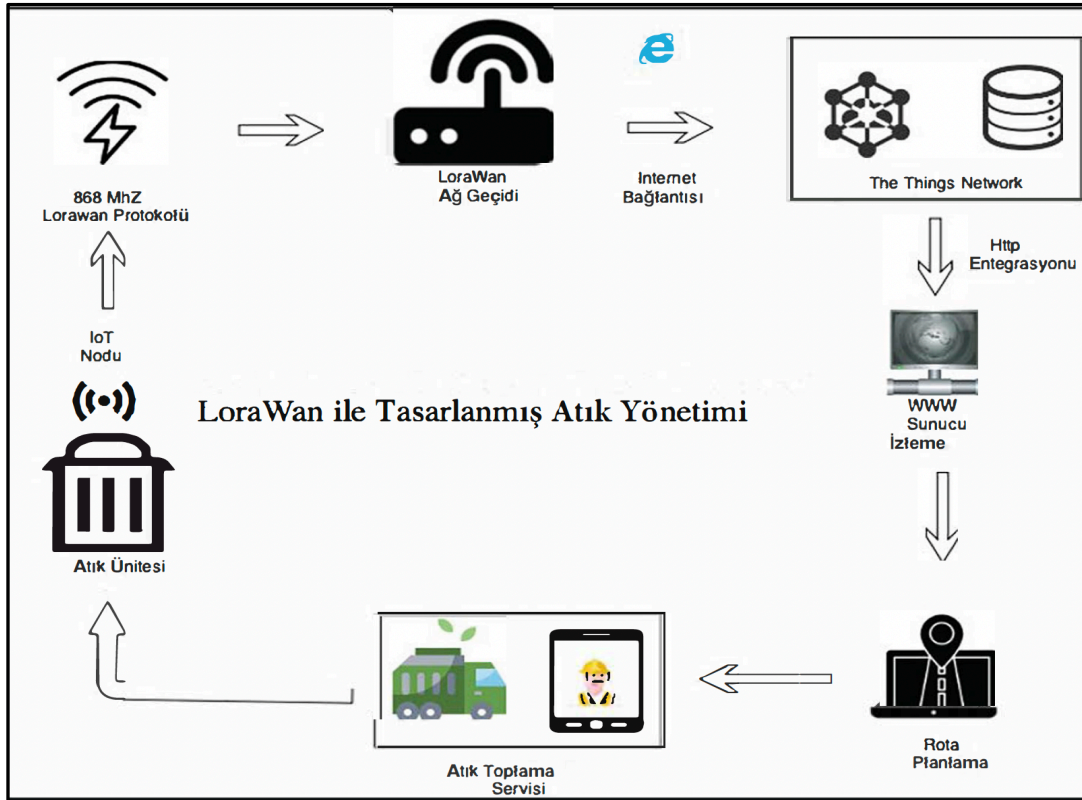 868 MhZ
Lorawan Protokolü
LoraWan
Ağ Geçidi
Internet
Bağlantısı
The Things Network
Http
Entegrasyonu
IoT
Nodu
LoraWan ile Tasarlanmış Atık Yönetimi
WWW
Sunucu
İzleme
Atık Ünitesi
Atık Toplama
Servisi
Rota
Planlama